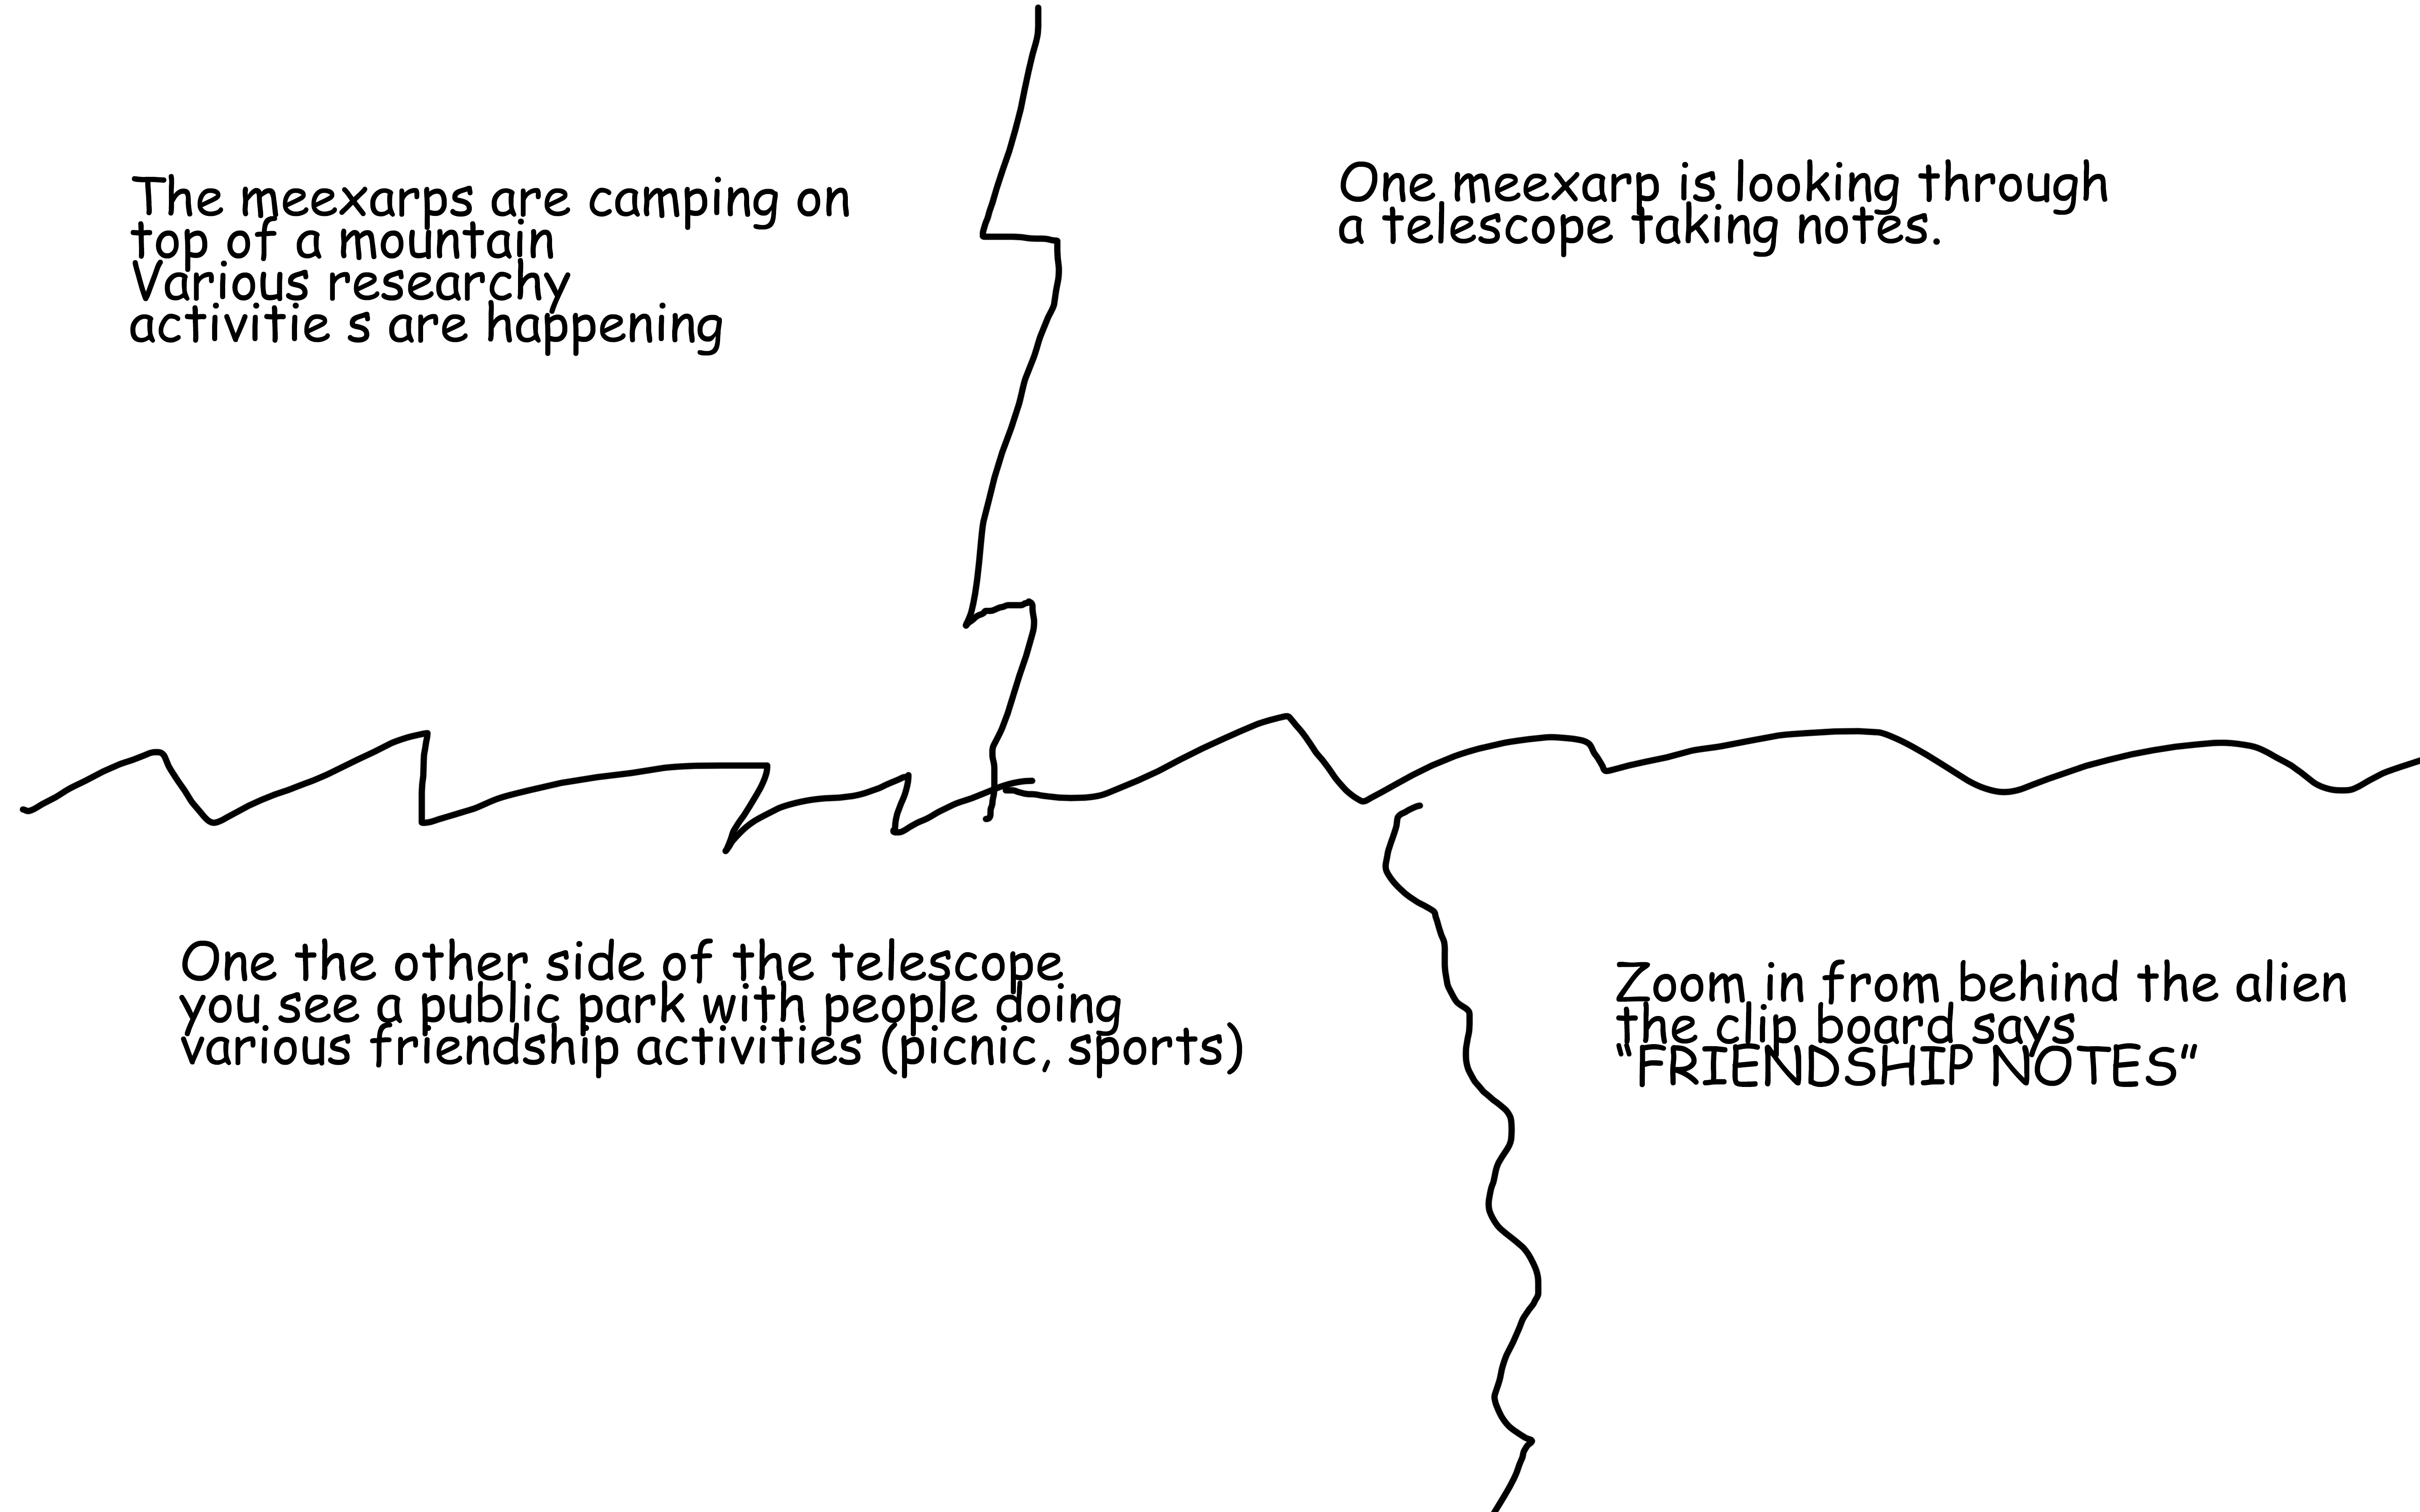 The meexarps are camping on
top of a mountain
Various researchy
activitie s are happening
One meexarp is looking through
a telescope taking notes.
One the other side of the telescope
you see a public park with people doing
various friendship activities (picnic, sports)
Zoom in from behind the alien
the clip board says
"FRIENDSHIP NOTES"